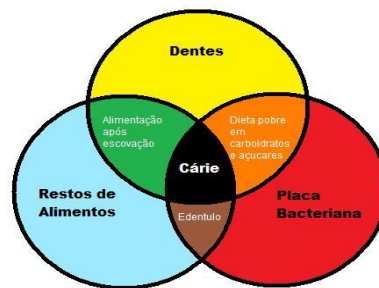 Dentes
Alimentação
após
escovação
Dieta pobre
em
carboidratos
e açucares
Cárie
Restos de
Alimentos
Placa
Bacteriana
Edentulo